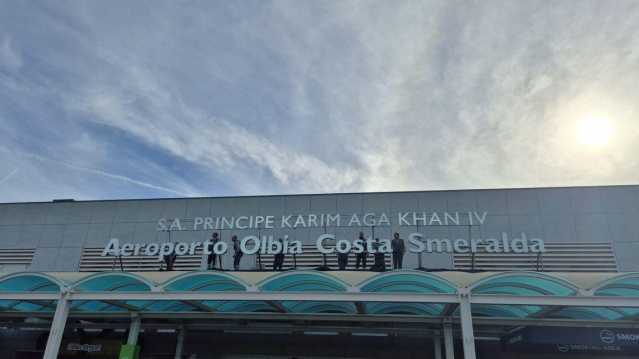 S.A. PRINCIPE KARIM AGA KHAN IV
Aeroporto Olbia Costa Smeralda